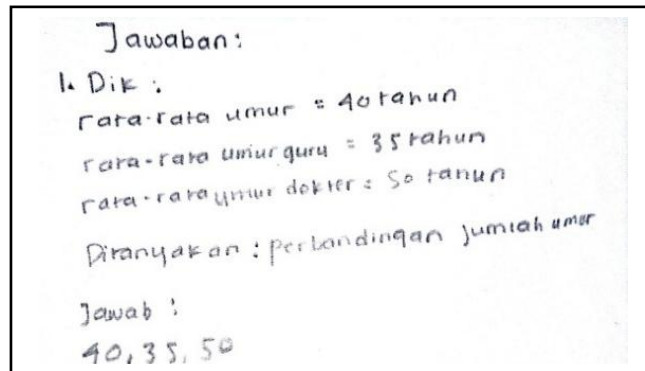 Jawaban:
1. Dik :
rata-rata umur = 40 tahun
rata-rata umur guru = 35 tahun
rata-rata umur dokter = 50 tahun
Ditanyakan : perbandingan jumlah umur
Jawab :
40, 35, 50